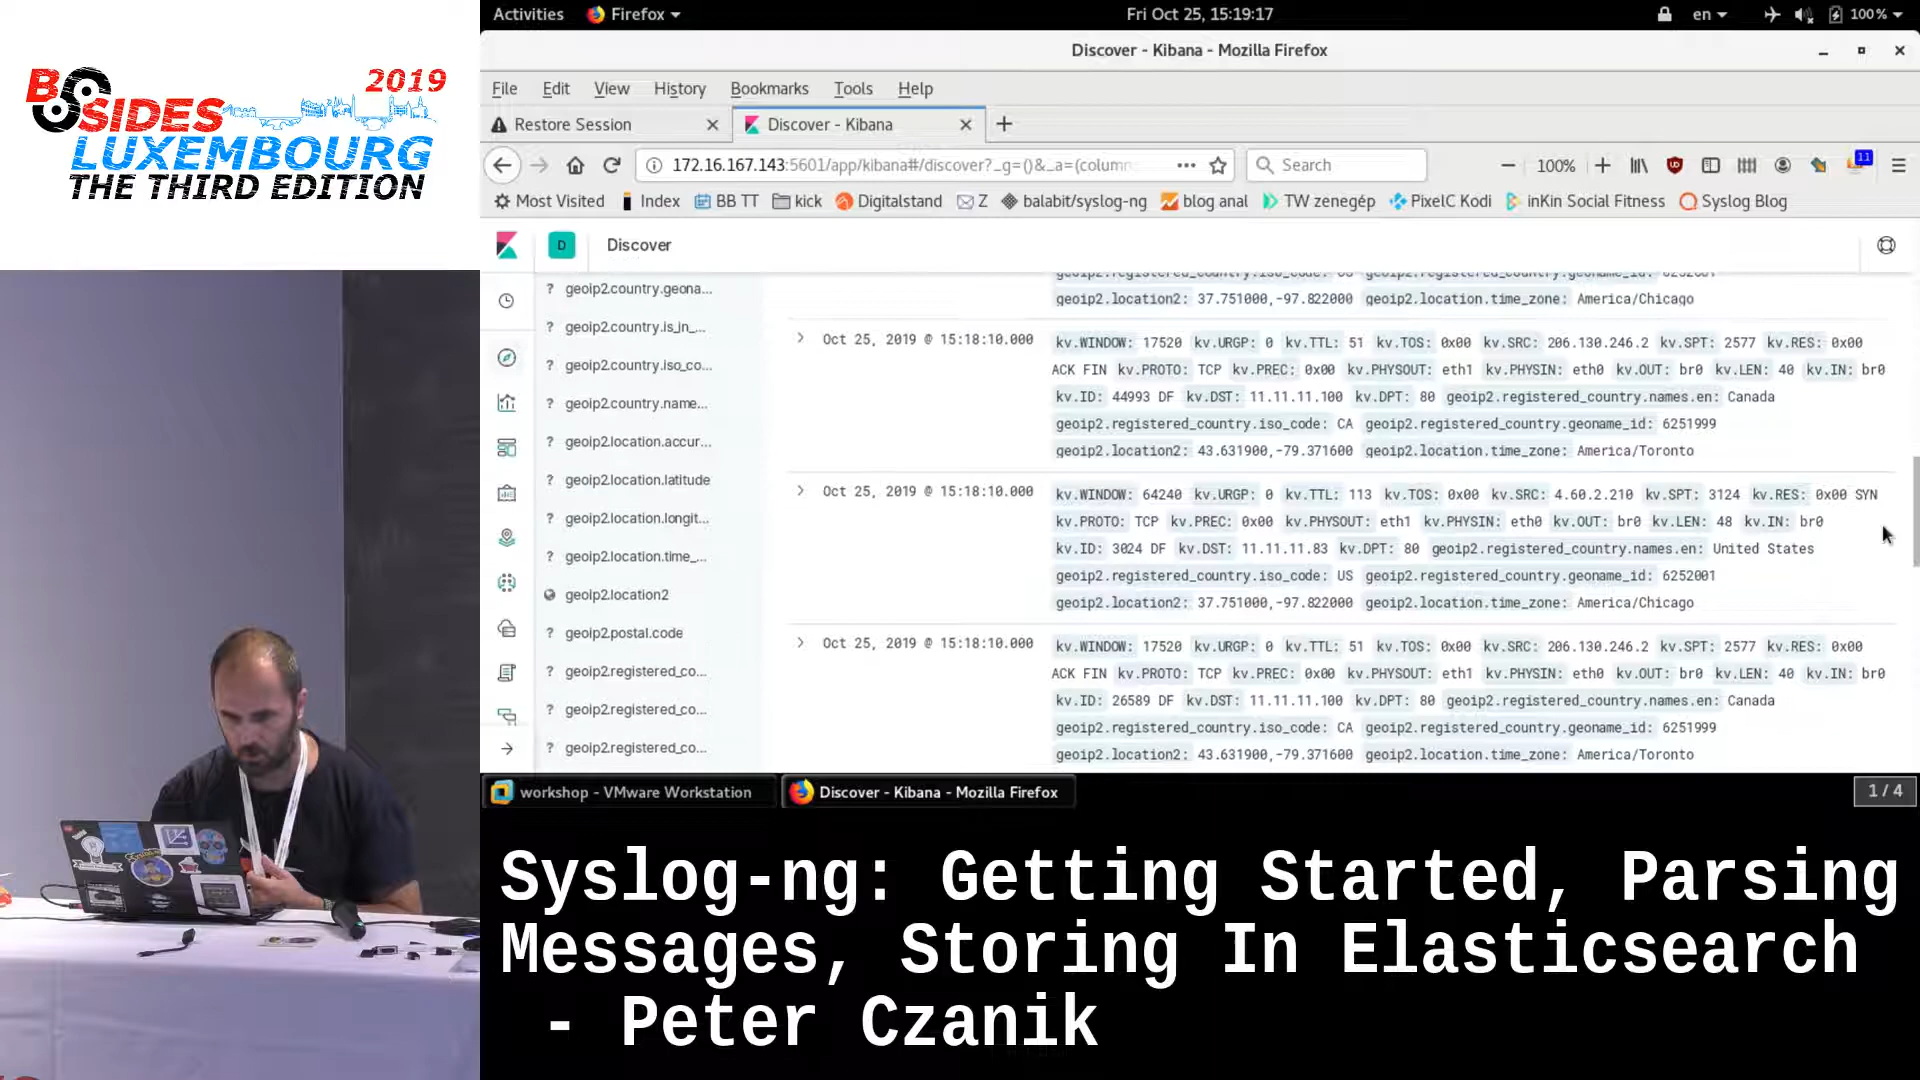 BSIDES 2019
LUXEMBOURG
THE THIRD EDITION
Activities Firefox Fri Oct 25, 15:19:17 en 100%
Discover - Kibana - Mozilla Firefox
File Edit View History Bookmarks Tools Help
Restore Session Discover - Kibana
172.16.167.143:5601/app/kibana#/discover?_g=()&_a=(column Search 100% 11
Most Visited Index BB TT kick Digitalstand Z balabit/syslog-ng blog anal TW zenegép PixelC Kodi inKin Social Fitness Syslog Blog
D Discover
geoip2.country.geona...
geoip2.country.is_in_...
geoip2.country.iso_co...
geoip2.country.name...
geoip2.location.accur...
geoip2.location.latitude
geoip2.location.longit...
geoip2.location.time_...
geoip2.location2
geoip2.postal.code
geoip2.registered_co...
geoip2.registered_co...
geoip2.registered_co...
geoip2.registered_country.iso_code: US geoip2.registered_country.geoname_id: 6252001
geoip2.location2: 37.751000,-97.822000 geoip2.location.time_zone: America/Chicago
Oct 25, 2019 @ 15:18:10.000 kv.WINDOW: 17520 kv.URGP: 0 kv.TTL: 51 kv.TOS: 0x00 kv.SRC: 206.130.246.2 kv.SPT: 2577 kv.RES: 0x00
ACK FIN kv.PROTO: TCP kv.PREC: 0x00 kv.PHYSOUT: eth1 kv.PHYSIN: eth0 kv.OUT: br0 kv.LEN: 40 kv.IN: br0
kv.ID: 44993 DF kv.DST: 11.11.11.100 kv.DPT: 80 geoip2.registered_country.names.en: Canada
geoip2.registered_country.iso_code: CA geoip2.registered_country.geoname_id: 6251999
geoip2.location2: 43.631900,-79.371600 geoip2.location.time_zone: America/Toronto
Oct 25, 2019 @ 15:18:10.000 kv.WINDOW: 64240 kv.URGP: 0 kv.TTL: 113 kv.TOS: 0x00 kv.SRC: 4.60.2.210 kv.SPT: 3124 kv.RES: 0x00 SYN
kv.PROTO: TCP kv.PREC: 0x00 kv.PHYSOUT: eth1 kv.PHYSIN: eth0 kv.OUT: br0 kv.LEN: 48 kv.IN: br0
kv.ID: 3024 DF kv.DST: 11.11.11.83 kv.DPT: 80 geoip2.registered_country.names.en: United States
geoip2.registered_country.iso_code: US geoip2.registered_country.geoname_id: 6252001
geoip2.location2: 37.751000,-97.822000 geoip2.location.time_zone: America/Chicago
Oct 25, 2019 @ 15:18:10.000 kv.WINDOW: 17520 kv.URGP: 0 kv.TTL: 51 kv.TOS: 0x00 kv.SRC: 206.130.246.2 kv.SPT: 2577 kv.RES: 0x00
ACK FIN kv.PROTO: TCP kv.PREC: 0x00 kv.PHYSOUT: eth1 kv.PHYSIN: eth0 kv.OUT: br0 kv.LEN: 40 kv.IN: br0
kv.ID: 26589 DF kv.DST: 11.11.11.100 kv.DPT: 80 geoip2.registered_country.names.en: Canada
geoip2.registered_country.iso_code: CA geoip2.registered_country.geoname_id: 6251999
geoip2.location2: 43.631900,-79.371600 geoip2.location.time_zone: America/Toronto
workshop - VMware Workstation Discover - Kibana - Mozilla Firefox 1 / 4
Syslog-ng: Getting Started, Parsing
Messages, Storing In Elasticsearch
- Peter Czanik